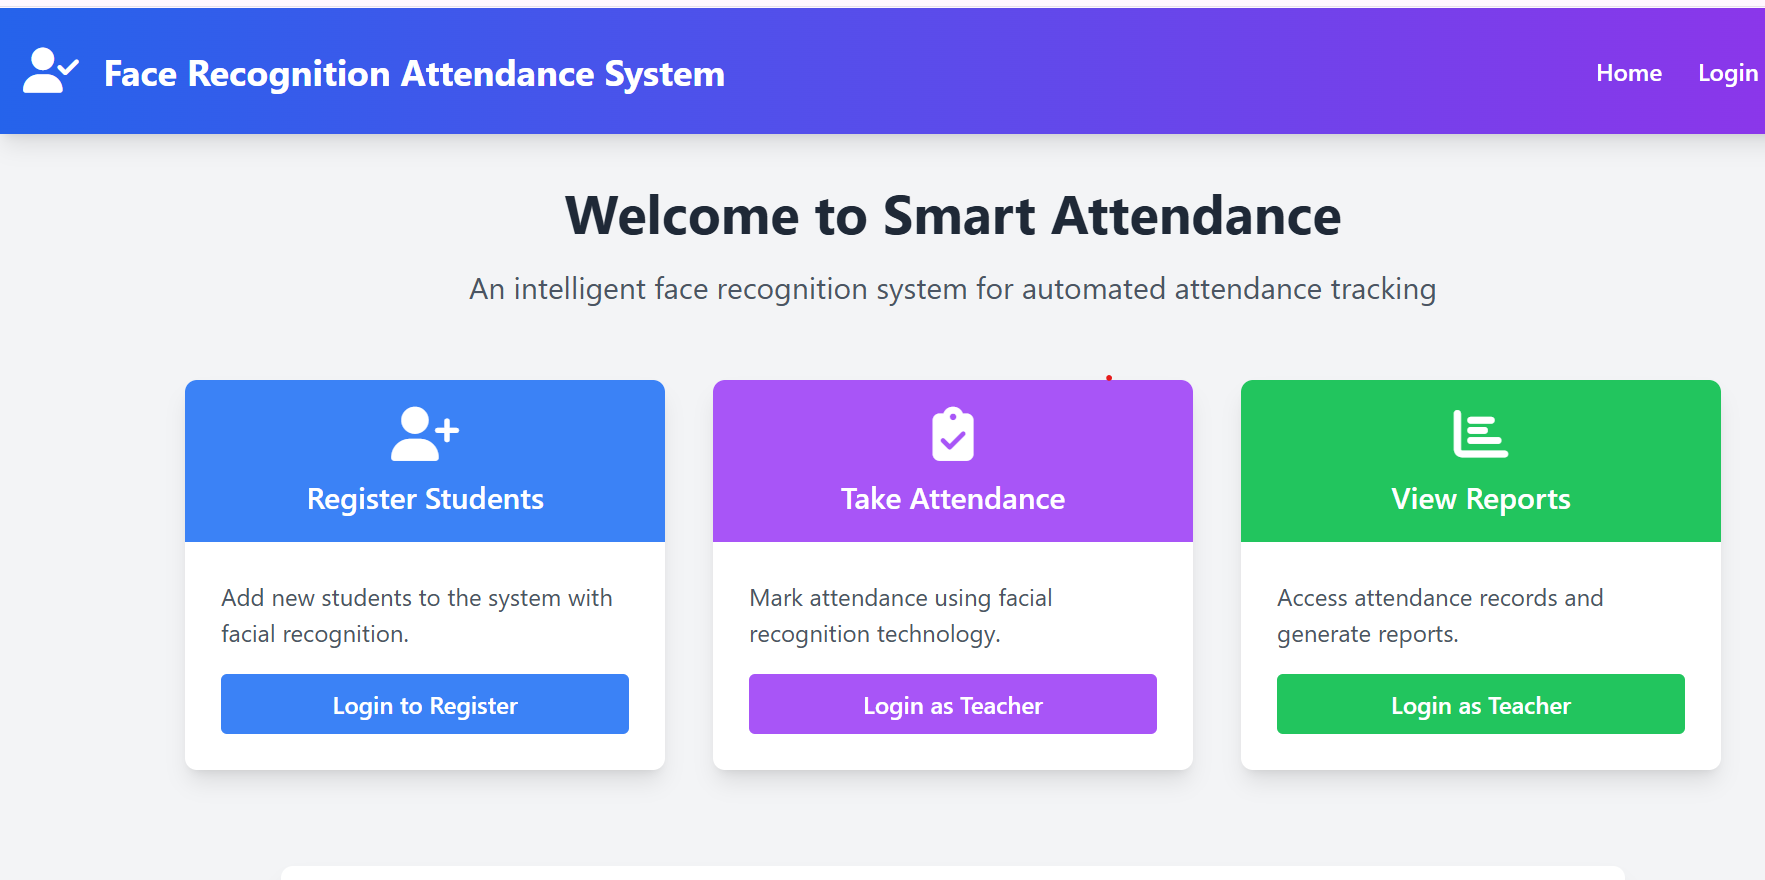 Face Recognition Attendance System
Home
Login
Welcome to Smart Attendance
An intelligent face recognition system for automated attendance tracking
Register Students
Add new students to the system with
facial recognition.
Login to Register
Take Attendance
Mark attendance using facial
recognition technology.
Login as Teacher
View Reports
Access attendance records and
generate reports.
Login as Teacher